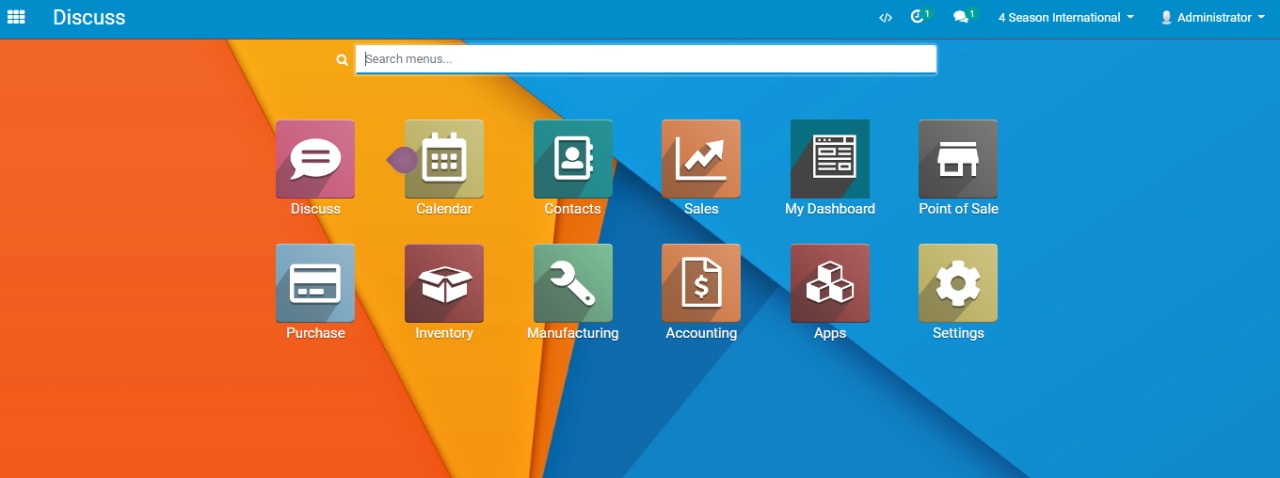 Discuss
1
1
4 Season International
Administrator
Search menus...
Discuss
Calendar
Contacts
Sales
My Dashboard
Point of Sale
Purchase
Inventory
Manufacturing
Accounting
Apps
Settings